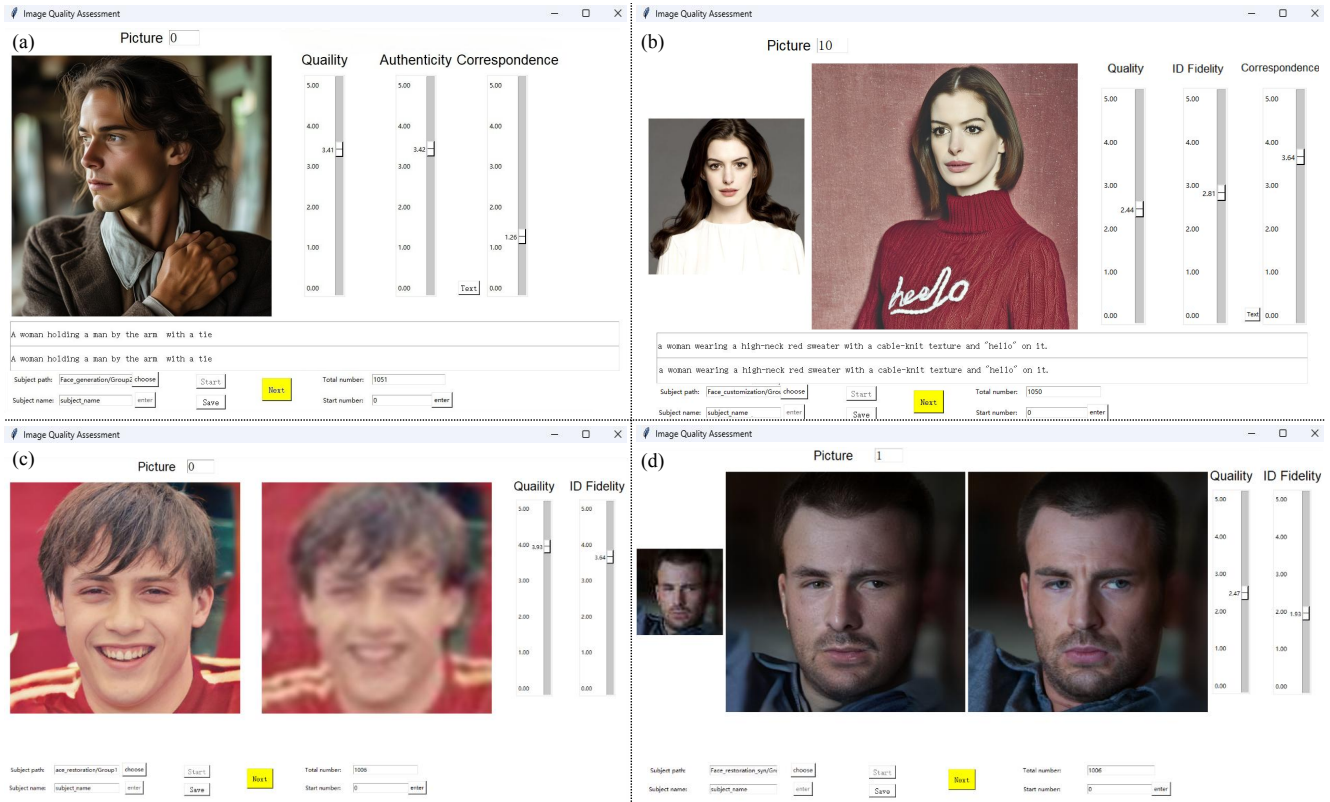 Image Quality Assessment
(a)
Picture 0
Quaility Authenticity Correspondence
5.00 5.00 5.00
4.00 4.00 4.00
3.41 3.42
3.00 3.00 3.00
2.00 2.00 2.00
1.26
1.00 1.00 1.00
0.00 0.00 Text 0.00
A woman holding a man by the arm  with a tie
A woman holding a man by the arm  with a tie
Subject path: Face_generation/Group2 choose Start Next Total number: 1051
Subject name: subject_name enter Save Start number: 0 enter
Image Quality Assessment
(b)
Picture 10
Quality ID Fidelity Correspondence
5.00 5.00 5.00
4.00 4.00 4.00
3.64
3.00 3.00 3.00
2.81
2.44
2.00 2.00 2.00
1.00 1.00 1.00
0.00 0.00 Text 0.00
heelo
a woman wearing a high-neck red sweater with a cable-knit texture and "hello" on it.
a woman wearing a high-neck red sweater with a cable-knit texture and "hello" on it.
Subject path: Face_customization/Grou choose Start Next Total number: 1050
Subject name: subject_name enter Save Start number: 0 enter
Image Quality Assessment
(c)
Picture 0
Quaility ID Fidelity
5.00 5.00
4.00 3.93 4.00
3.64
3.00 3.00
2.00 2.00
1.00 1.00
0.00 0.00
Subject path: ace_restoration/Group1 choose Start Next Total number: 1006
Subject name: subject_name enter Save Start number: 0 enter
Image Quality Assessment
(d)
Picture 1
Quaility ID Fidelity
5.00 5.00
4.00 4.00
3.00 3.00
2.47
2.00 2.00 1.93
1.00 1.00
0.00 0.00
Subject path: Face_restoration_syn/Gro choose Start Next Total number: 1006
Subject name: subject_name enter Save Start number: 0 enter